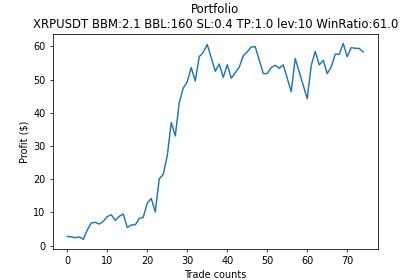 Portfolio
XRPUSDT BBM:2.1 BBL:160 SL:0.4 TP:1.0 lev:10 WinRatio:61.0
60
50
40
30
20
10
0
Profit ($)
0 10 20 30 40 50 60 70
Trade counts